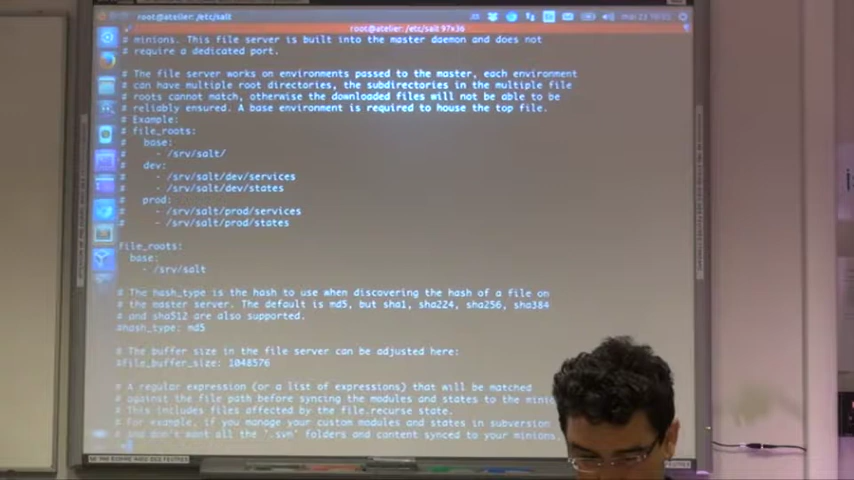 root@atelier: /etc/salt
root@atelier: /etc/salt 97x36
# minions. This file server is built into the master daemon and does not
# require a dedicated port.
# The file server works on environments passed to the master, each environment
# can have multiple root directories, the subdirectories in the multiple file
# roots cannot match, otherwise the downloaded files will not be able to be
# reliably ensured. A base environment is required to house the top file.
# Example:
# file_roots:
#   base:
#     - /srv/salt/
#   dev:
#     - /srv/salt/dev/services
#     - /srv/salt/dev/states
#   prod:
#     - /srv/salt/prod/services
#     - /srv/salt/prod/states
file_roots:
  base:
    - /srv/salt
# The hash_type is the hash to use when discovering the hash of a file on
# the master server. The default is md5, but sha1, sha224, sha256, sha384
# and sha512 are also supported.
#hash_type: md5
# The buffer size in the file server can be adjusted here:
#file_buffer_size: 1048576
# A regular expression (or a list of expressions) that will be matched
# against the file path before syncing the modules and states to the minio
# This includes files affected by the file.recurse state.
# For example, if you manage your custom modules and states in subversion
# and don't want all the '.svn' folders and content synced to your minions,